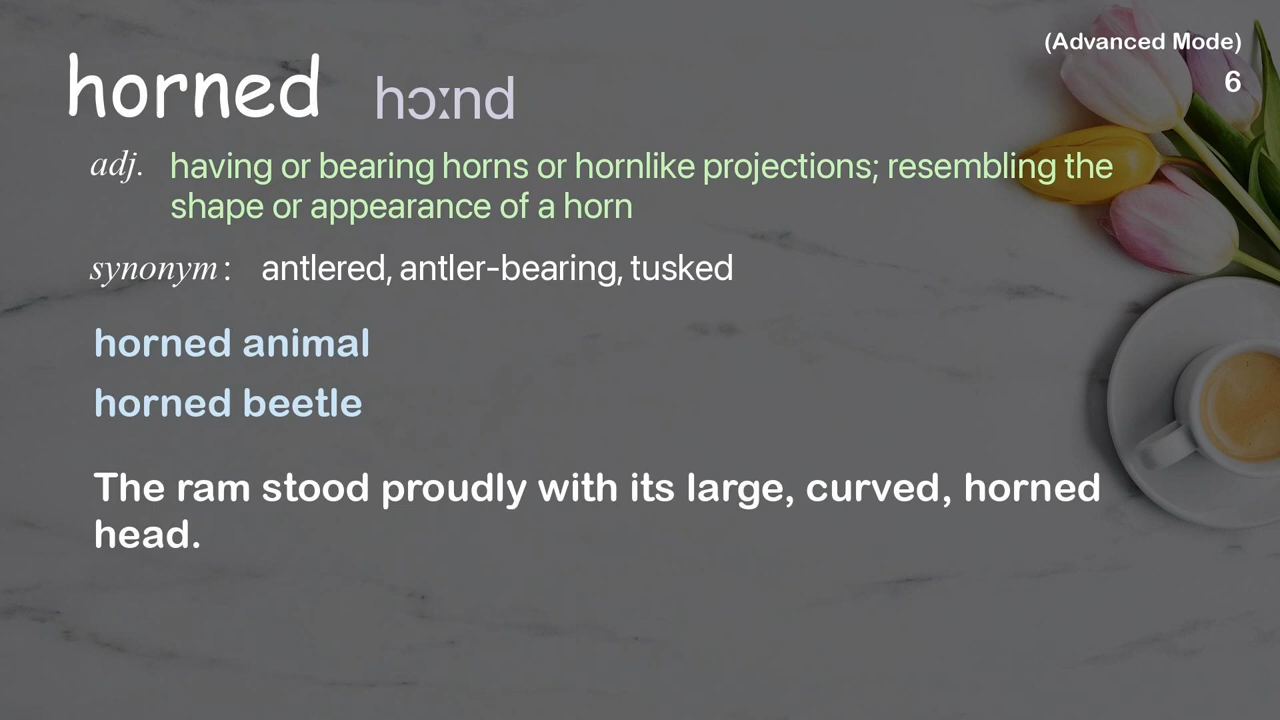 (Advanced Mode)
6
horned hɔːnd
adj. having or bearing horns or hornlike projections; resembling the
shape or appearance of a horn
synonym: antlered, antler-bearing, tusked
horned animal
horned beetle
The ram stood proudly with its large, curved, horned
head.